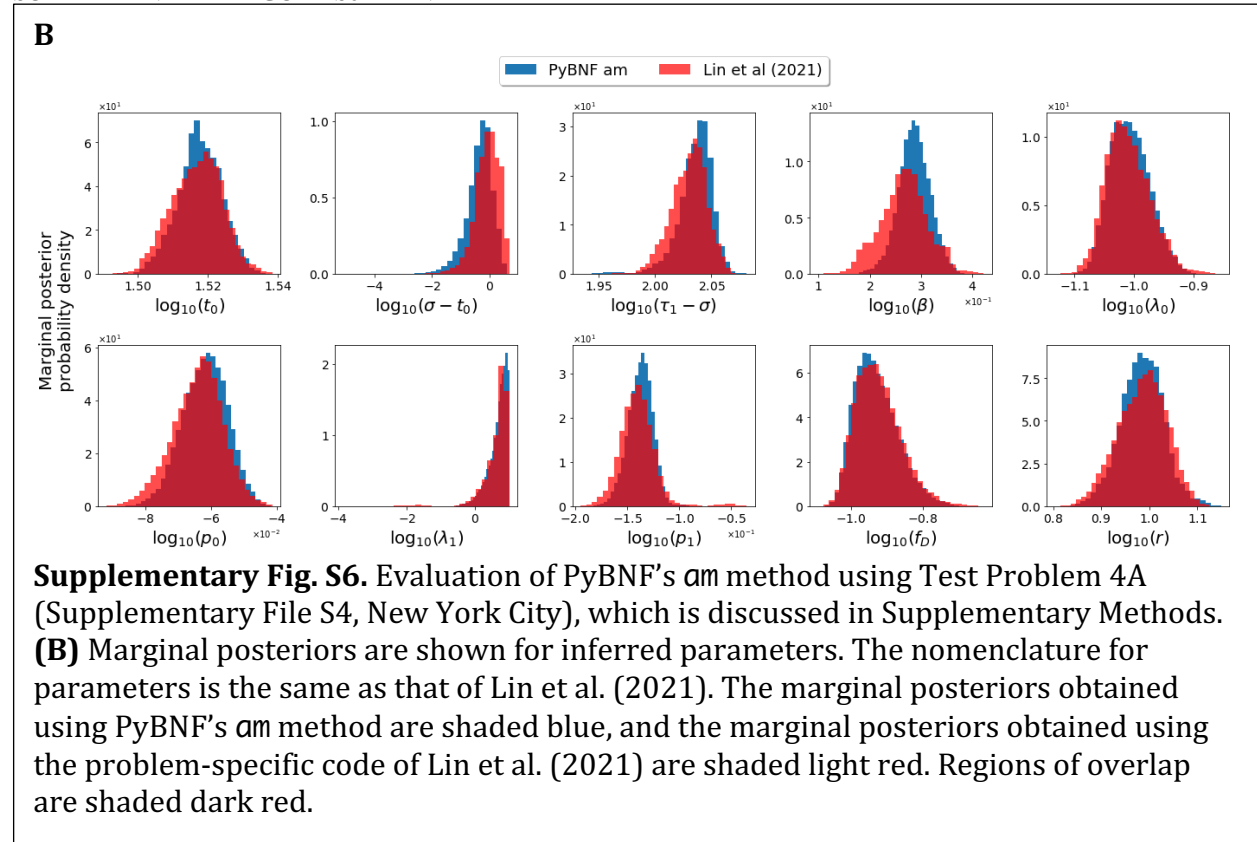 B
PyBNF am Lin et al (2021)
Marginal posterior
probability density
×10¹
6
4
2
0
1.50 1.52 1.54
log₁₀(t₀)
1.0
0.5
0.0
−4 −2 0
log₁₀(σ − t₀)
×10¹
3
2
1
0
1.95 2.00 2.05
log₁₀(τ₁ − σ)
×10¹
1.0
0.5
0.0
1 2 3 4
×10⁻¹
log₁₀(β)
×10¹
1.0
0.5
0.0
−1.1 −1.0 −0.9
log₁₀(λ₀)
×10¹
6
4
2
0
−8 −6 −4
×10⁻²
log₁₀(p₀)
2
1
0
−4 −2 0
log₁₀(λ₁)
×10¹
3
2
1
0
−2.0 −1.5 −1.0 −0.5
×10⁻¹
log₁₀(p₁)
6
4
2
0
−1.0 −0.8
log₁₀(f_D)
7.5
5.0
2.5
0.0
0.8 0.9 1.0 1.1
log₁₀(r)
Supplementary Fig. S6. Evaluation of PyBNF’s am method using Test Problem 4A
(Supplementary File S4, New York City), which is discussed in Supplementary Methods.
(B) Marginal posteriors are shown for inferred parameters. The nomenclature for
parameters is the same as that of Lin et al. (2021). The marginal posteriors obtained
using PyBNF’s am method are shaded blue, and the marginal posteriors obtained using
the problem-specific code of Lin et al. (2021) are shaded light red. Regions of overlap
are shaded dark red.